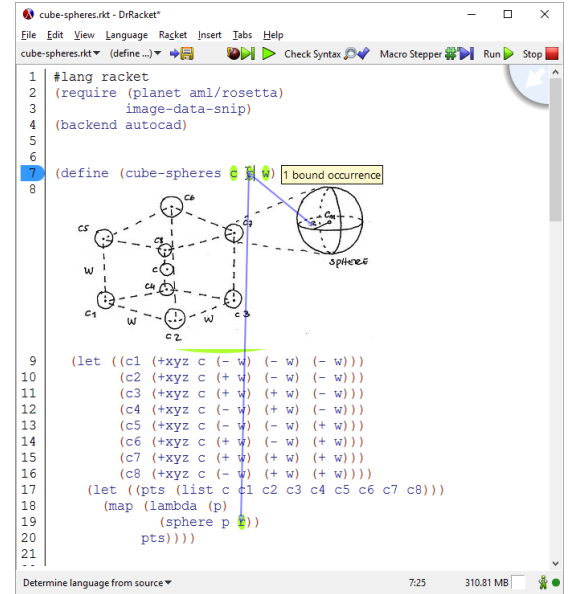 cube-spheres.rkt - DrRacket*
File Edit View Language Racket Insert Tabs Help
cube-spheres.rkt (define ...) Check Syntax Macro Stepper Run Stop
1 #lang racket
2 (require (planet aml/rosetta)
3 image-data-snip)
4 (backend autocad)
5
6
7 (define (cube-spheres c r w) 1 bound occurrence
8
C6
C5 C7 Cn
C8 r
W C SPHERE
C4
C1 W W C3
C2
9 (let ((c1 (+xyz c (- w) (- w) (- w)))
10 (c2 (+xyz c (+ w) (- w) (- w)))
11 (c3 (+xyz c (+ w) (+ w) (- w)))
12 (c4 (+xyz c (- w) (+ w) (- w)))
13 (c5 (+xyz c (- w) (- w) (+ w)))
14 (c6 (+xyz c (+ w) (- w) (+ w)))
15 (c7 (+xyz c (+ w) (+ w) (+ w)))
16 (c8 (+xyz c (- w) (+ w) (+ w))))
17 (let ((pts (list c c1 c2 c3 c4 c5 c6 c7 c8)))
18 (map (lambda (p)
19 (sphere p r))
20 pts))))
21
Determine language from source 7:25 310.81 MB